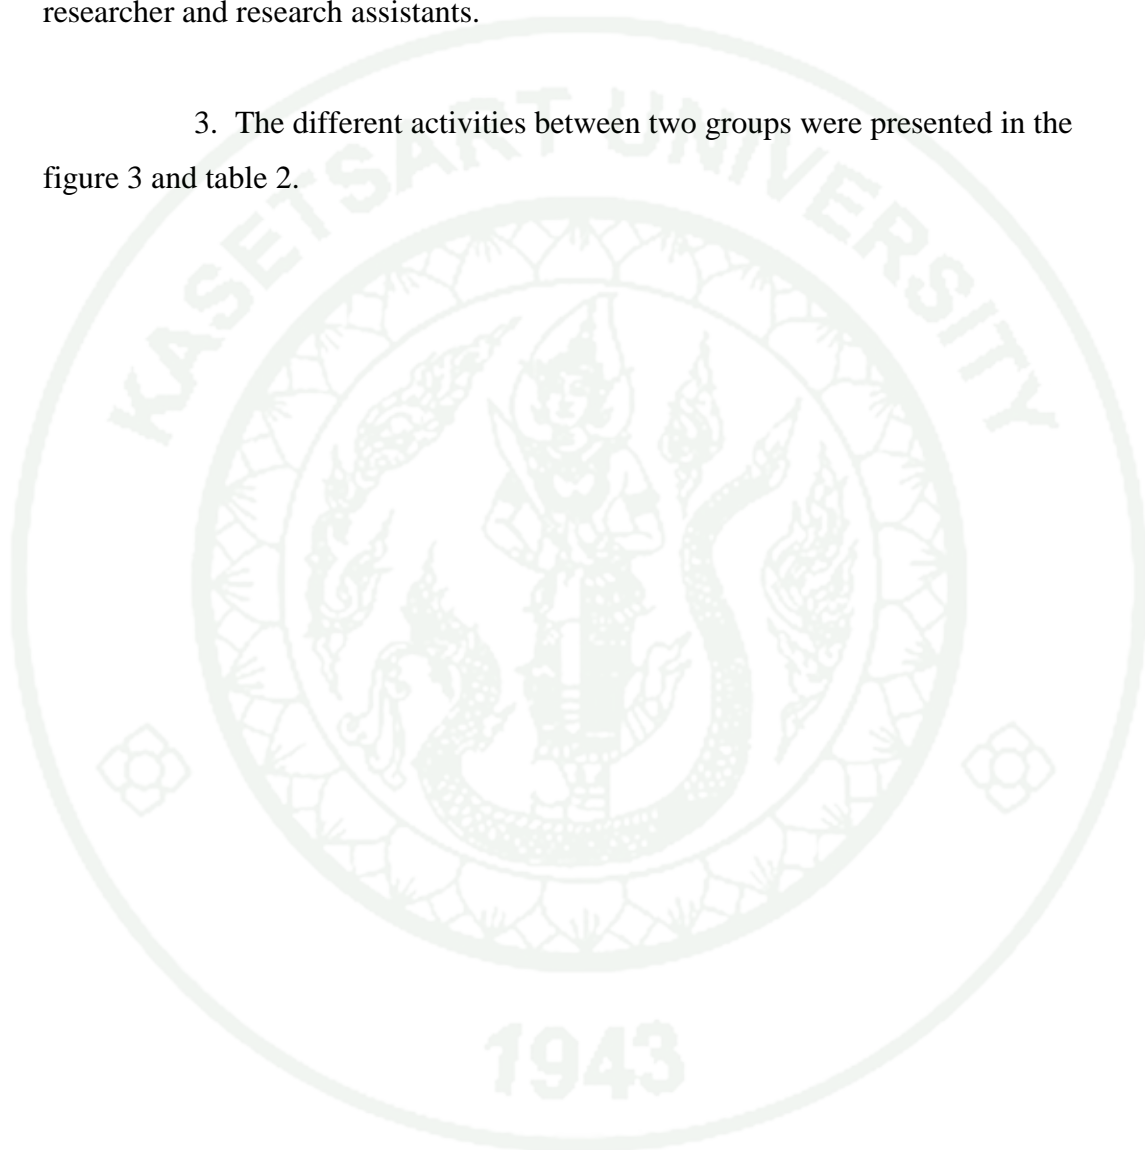 researcher and research assistants.
3. The different activities between two groups were presented in the
figure 3 and table 2.
KASETSART UNIVERSITY
1943